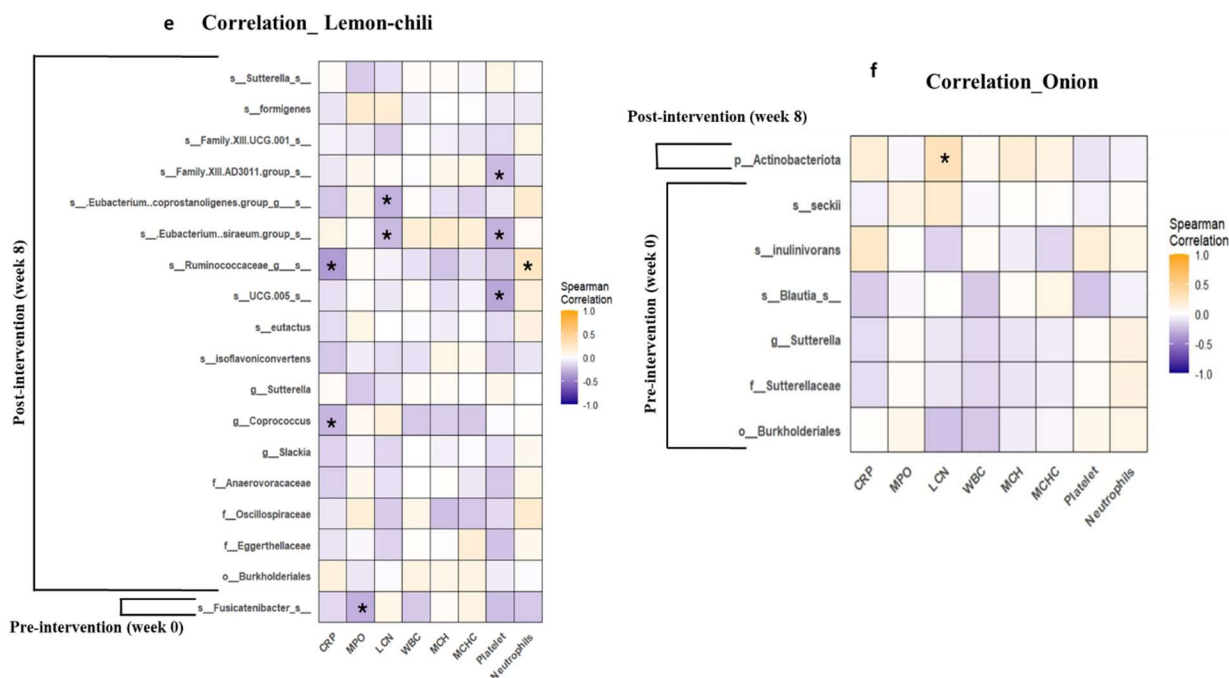 e Correlation_ Lemon-chili
Post-intervention (week 8)
s__Sutterella_s__
s__formigenes
s__Family.XIII.UCG.001_s__
s__Family.XIII.AD3011.group_s__
s__.Eubacterium..coprostanoligenes.group_g___s__
s__.Eubacterium..siraeum.group_s__
s__Ruminococcaceae_g___s__
s__UCG.005_s__
s__eutactus
s__isoflavoniconvertens
g__Sutterella
g__Coprococcus
g__Slackia
f__Anaerovoracaceae
f__Oscillospiraceae
f__Eggerthellaceae
o__Burkholderiales
s__Fusicatenibacter_s__
Pre-intervention (week 0)
*
* *
* *
* *
*
*
*
CRP MPO LCN WBC MCH MCHC Platelet Neutrophils
Spearman
Correlation
1.0
0.5
0.0
-0.5
-1.0
f Correlation_Onion
Post-intervention (week 8)
p__Actinobacteriota
*
Pre-intervention (week 0)
s__seckii
s__inulinivorans
s__Blautia_s__
g__Sutterella
f__Sutterellaceae
o__Burkholderiales
CRP MPO LCN WBC MCH MCHC Platelet Neutrophils
Spearman
Correlation
1.0
0.5
0.0
-0.5
-1.0